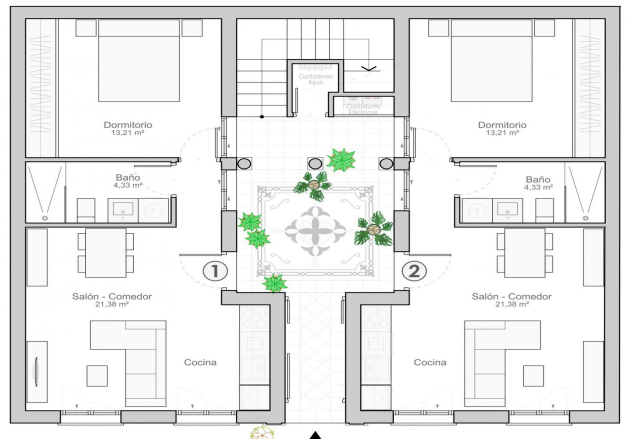 Contadores
Agua
Contadores
Eléctricos
Dormitorio
13,21 m²
Dormitorio
13,21 m²
Baño
4,33 m²
Baño
4,33 m²
1
2
Salón - Comedor
21,38 m²
Salón - Comedor
21,38 m²
Cocina
Cocina